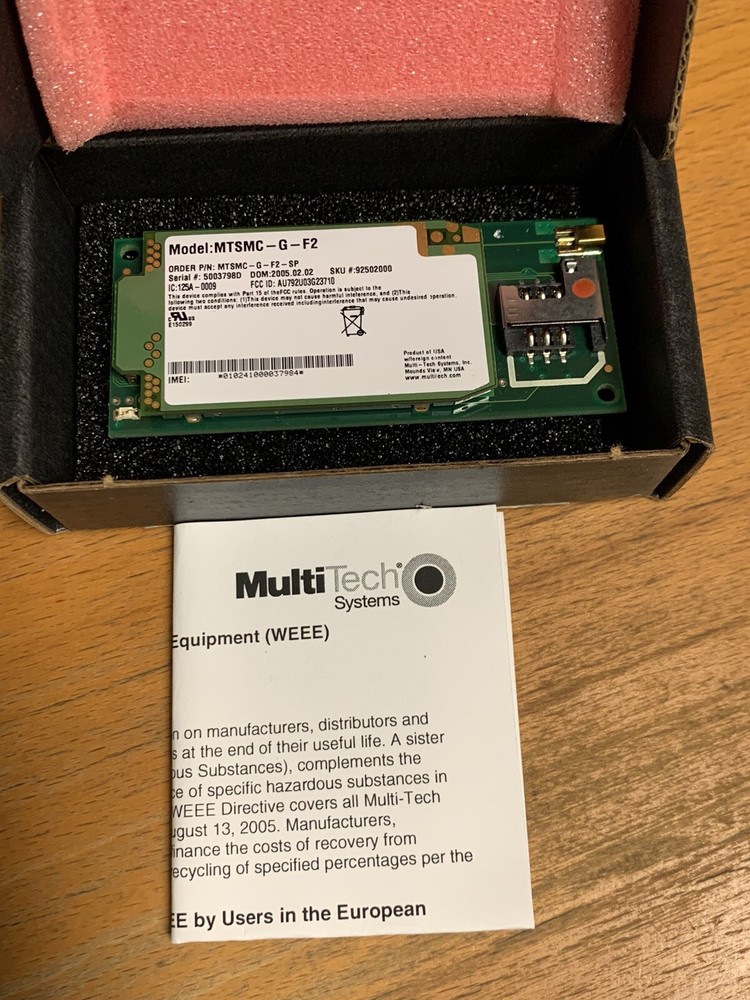 Model:MTSMC-G-F2
ORDER P/N: MTSMC-G-F2-SP
Serial #: 5003798D DOM:2005.02.02 SKU #:92502000
IC:125A-0009 FCC ID: AU792U03G23710
This device complies with Part 15 of theFCC rules. Operation is subject to the
following two conditions: (1)This device may not cause harmful interference, and (2)This
device must accept any interference received includinginterference that may cause undesired operation.
E150299
Product of USA
w/foreign content
Multi-Tech Systems, Inc.
Mounds View, MN USA
www.multitech.com
IMEI: *010241000037984*
MultiTech®
Systems
Equipment (WEEE)
n on manufacturers, distributors and
s at the end of their useful life. A sister
ous Substances), complements the
ce of specific hazardous substances in
WEEE Directive covers all Multi-Tech
ugust 13, 2005. Manufacturers,
inance the costs of recovery from
ecycling of specified percentages per the
EE by Users in the European